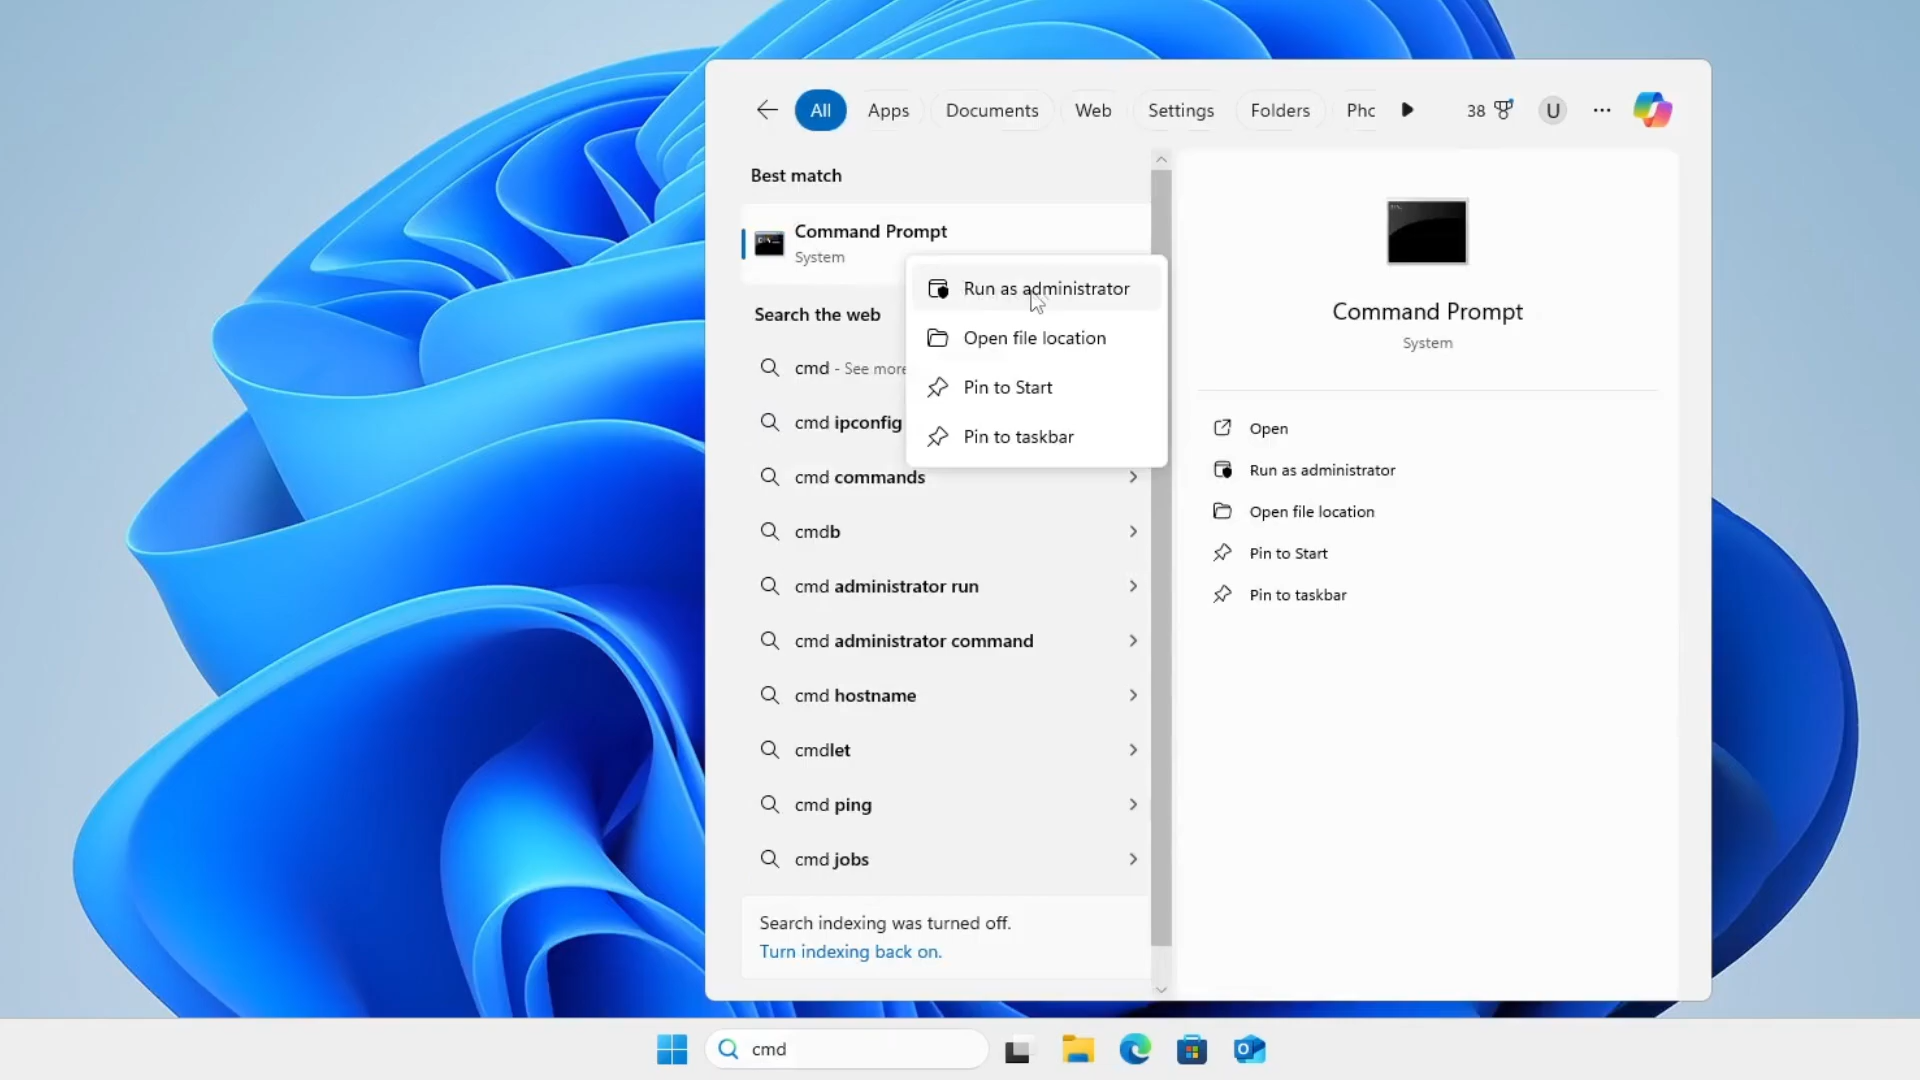 All
Apps
Documents
Web
Settings
Folders
Phc
38
U
Best match
Command Prompt
System
Run as administrator
Open file location
Pin to Start
Pin to taskbar
Search the web
cmd - See more
cmd ipconfig
cmd commands
cmdb
cmd administrator run
cmd administrator command
cmd hostname
cmdlet
cmd ping
cmd jobs
Search indexing was turned off.
Turn indexing back on.
Command Prompt
System
Open
Run as administrator
Open file location
Pin to Start
Pin to taskbar
cmd